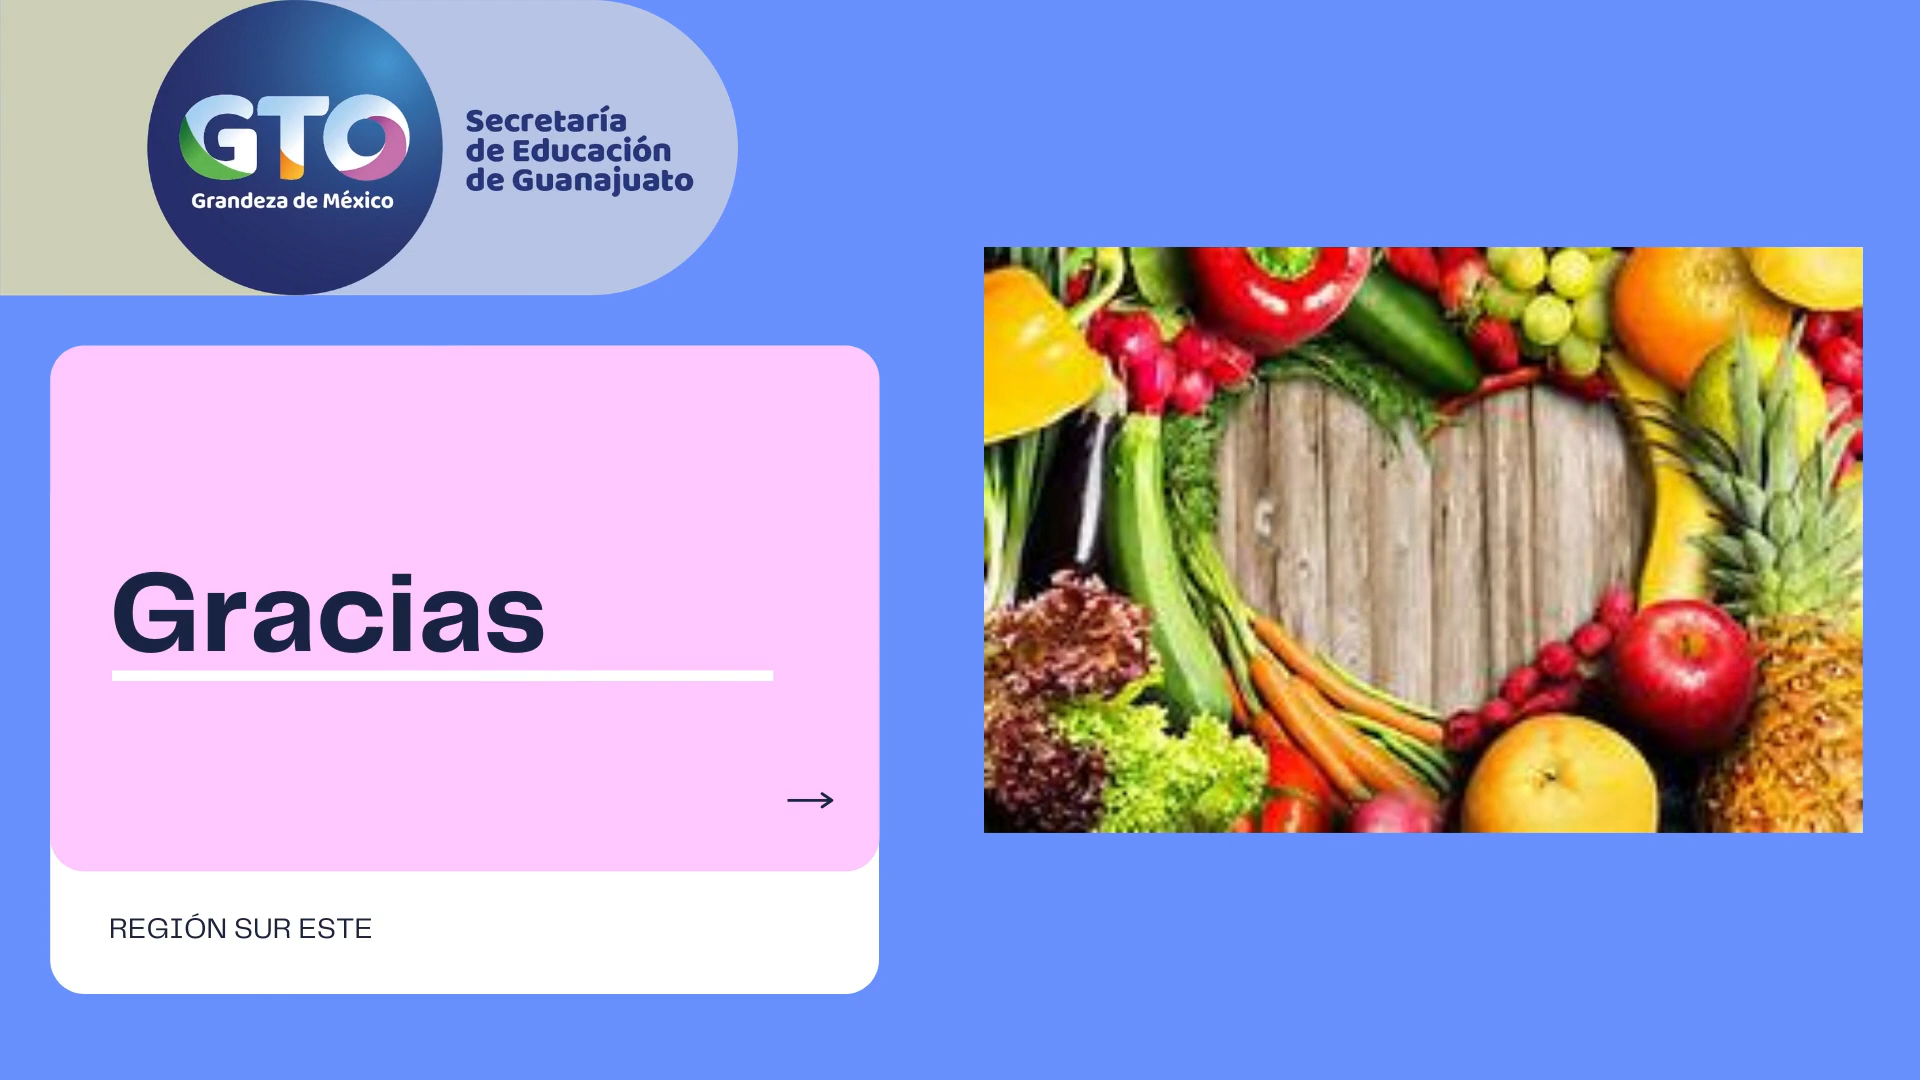 GTO
Grandeza de México
Secretaría
de Educación
de Guanajuato
Gracias
REGIÓN SUR ESTE